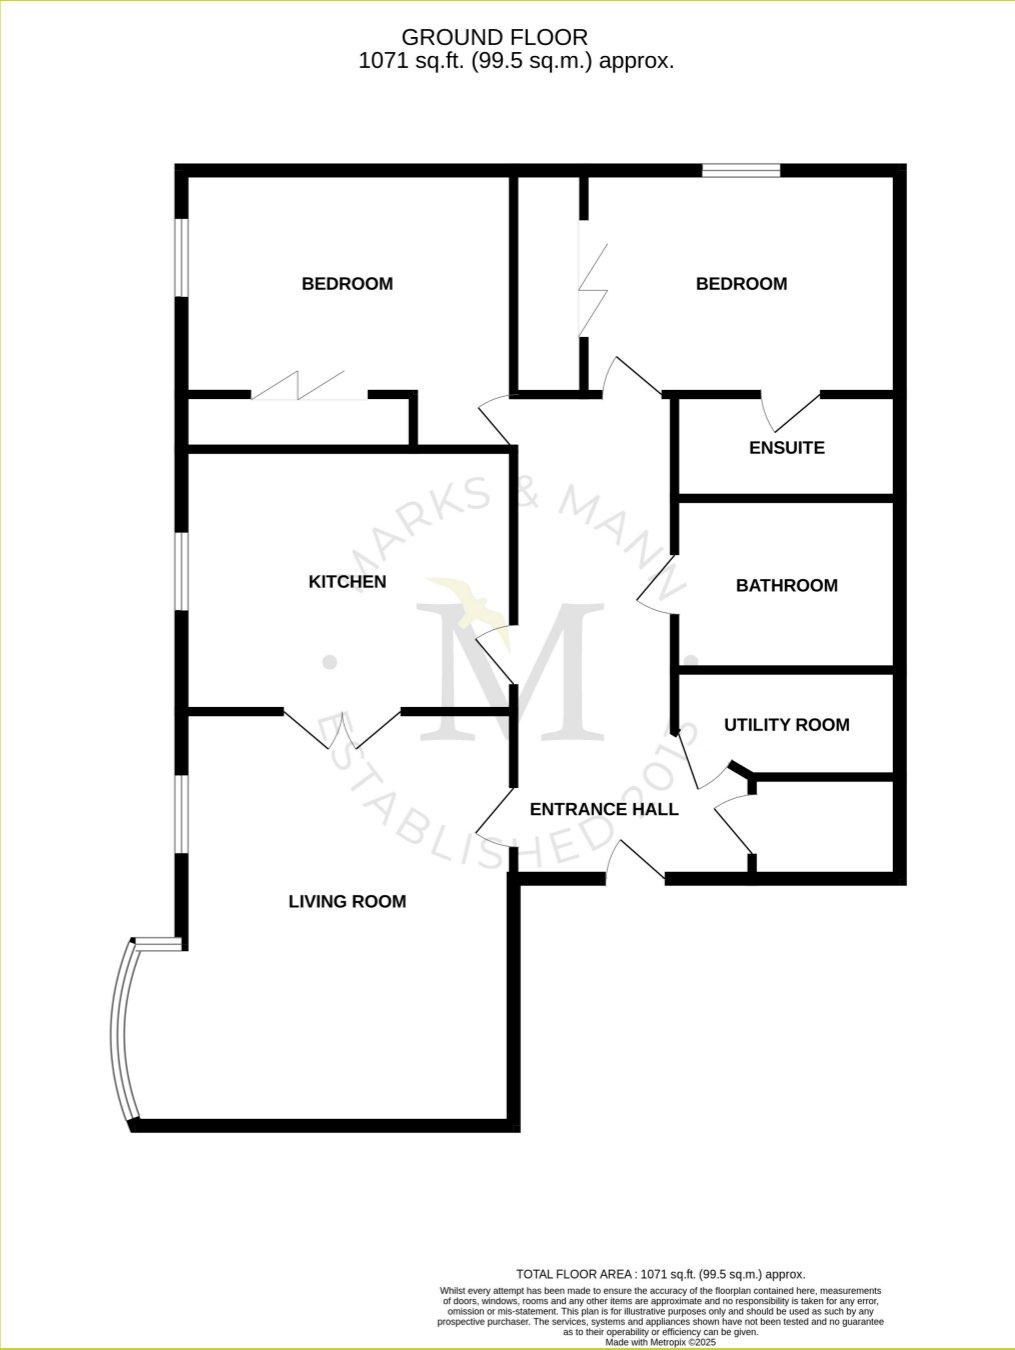 GROUND FLOOR
1071 sq.ft. (99.5 sq.m.) approx.
BEDROOM
BEDROOM
ENSUITE
MARKS & MANN
KITCHEN
BATHROOM
M
UTILITY ROOM
ENTRANCE HALL
ESTABLISHED 2013
LIVING ROOM
TOTAL FLOOR AREA : 1071 sq.ft. (99.5 sq.m.) approx.
Whilst every attempt has been made to ensure the accuracy of the floorplan contained here, measurements
of doors, windows, rooms and any other items are approximate and no responsibility is taken for any error,
omission or mis-statement. This plan is for illustrative purposes only and should be used as such by any
prospective purchaser. The services, systems and appliances shown have not been tested and no guarantee
as to their operability or efficiency can be given.
Made with Metropix ©2025